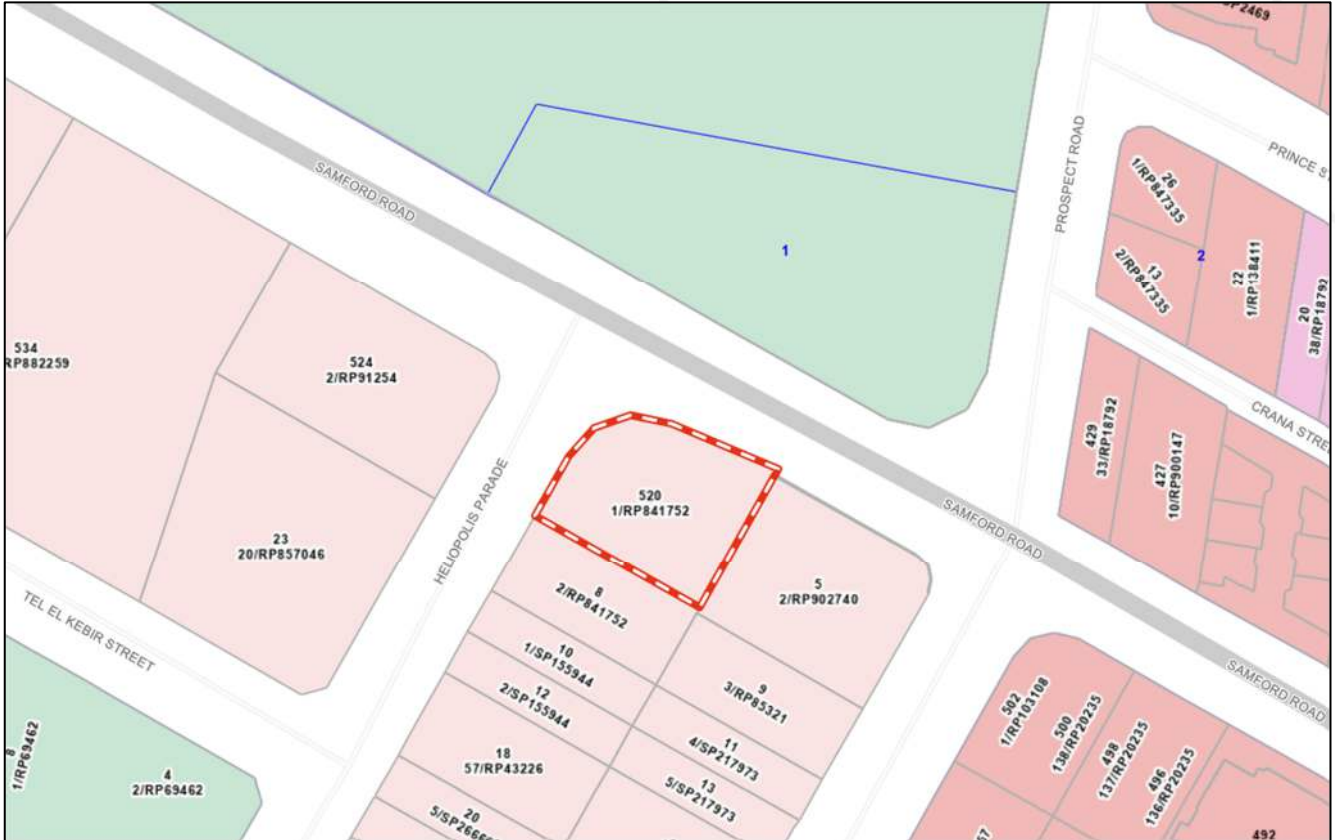 SP2469
SAMFORD ROAD
PROSPECT ROAD
PRINCE
26
1/RP847335
13
2/RP847335
2
22
1/RP138411
20
38/RP18792
1
534
RP882259
524
2/RP91254
CRANA STREE
429
33/RP18792
427
10/RP900147
520
1/RP841752
HELIOPOLIS PARADE
SAMFORD ROAD
23
20/RP857046
5
2/RP902740
8
2/RP841752
TEL EL KEBIR STREET
10
1/SP155944
9
3/RP85321
12
2/SP155944
SAMFORD ROAD
502
1/RP103108
500
138/RP20235
498
137/RP20235
496
136/RP20235
11
4/SP217973
18
57/RP43226
13
5/SP217973
8
1/RP69462
4
2/RP69462
20
492